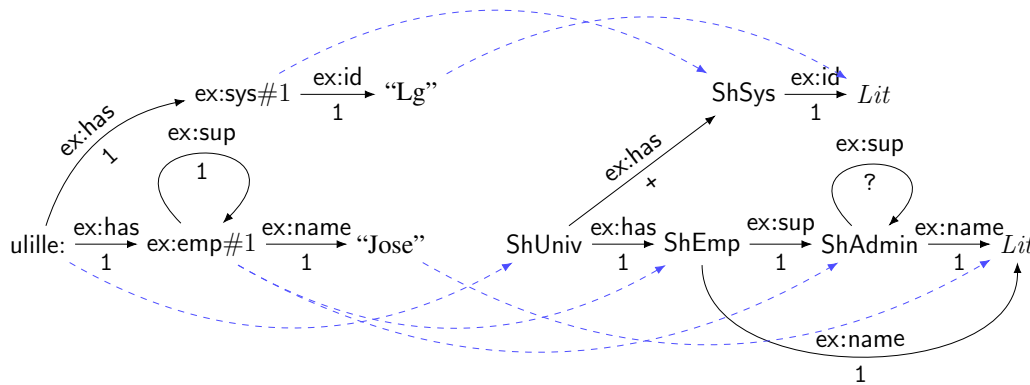 ex:sys#1 ex:id 1 “Lg” ShSys ex:id 1 Lit
ex:has 1 ex:sup 1 ex:has + ex:sup ?
ulille: ex:has 1 ex:emp#1 ex:name 1 “Jose” ShUniv ex:has 1 ShEmp ex:sup 1 ShAdmin ex:name 1 Lit
ex:name
1